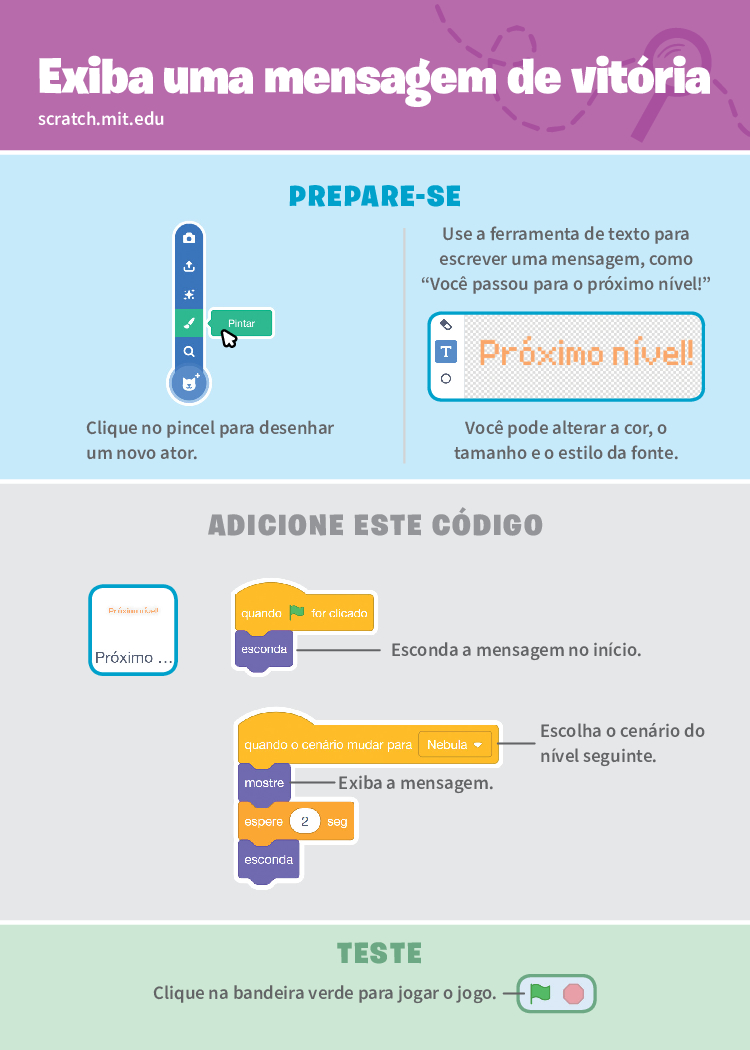 Exiba uma mensagem de vitória
scratch.mit.edu
PREPARE-SE
Pintar
Clique no pincel para desenhar
um novo ator.
Use a ferramenta de texto para
escrever uma mensagem, como
“Você passou para o próximo nível!”
T
Próximo nível!
Você pode alterar a cor, o
tamanho e o estilo da fonte.
ADICIONE ESTE CÓDIGO
Próximo nível!
Próximo ...
quando for clicado
esconda
Esconda a mensagem no início.
quando o cenário mudar para Nebula
Escolha o cenário do
nível seguinte.
mostre
Exiba a mensagem.
espere 2 seg
esconda
TESTE
Clique na bandeira verde para jogar o jogo.